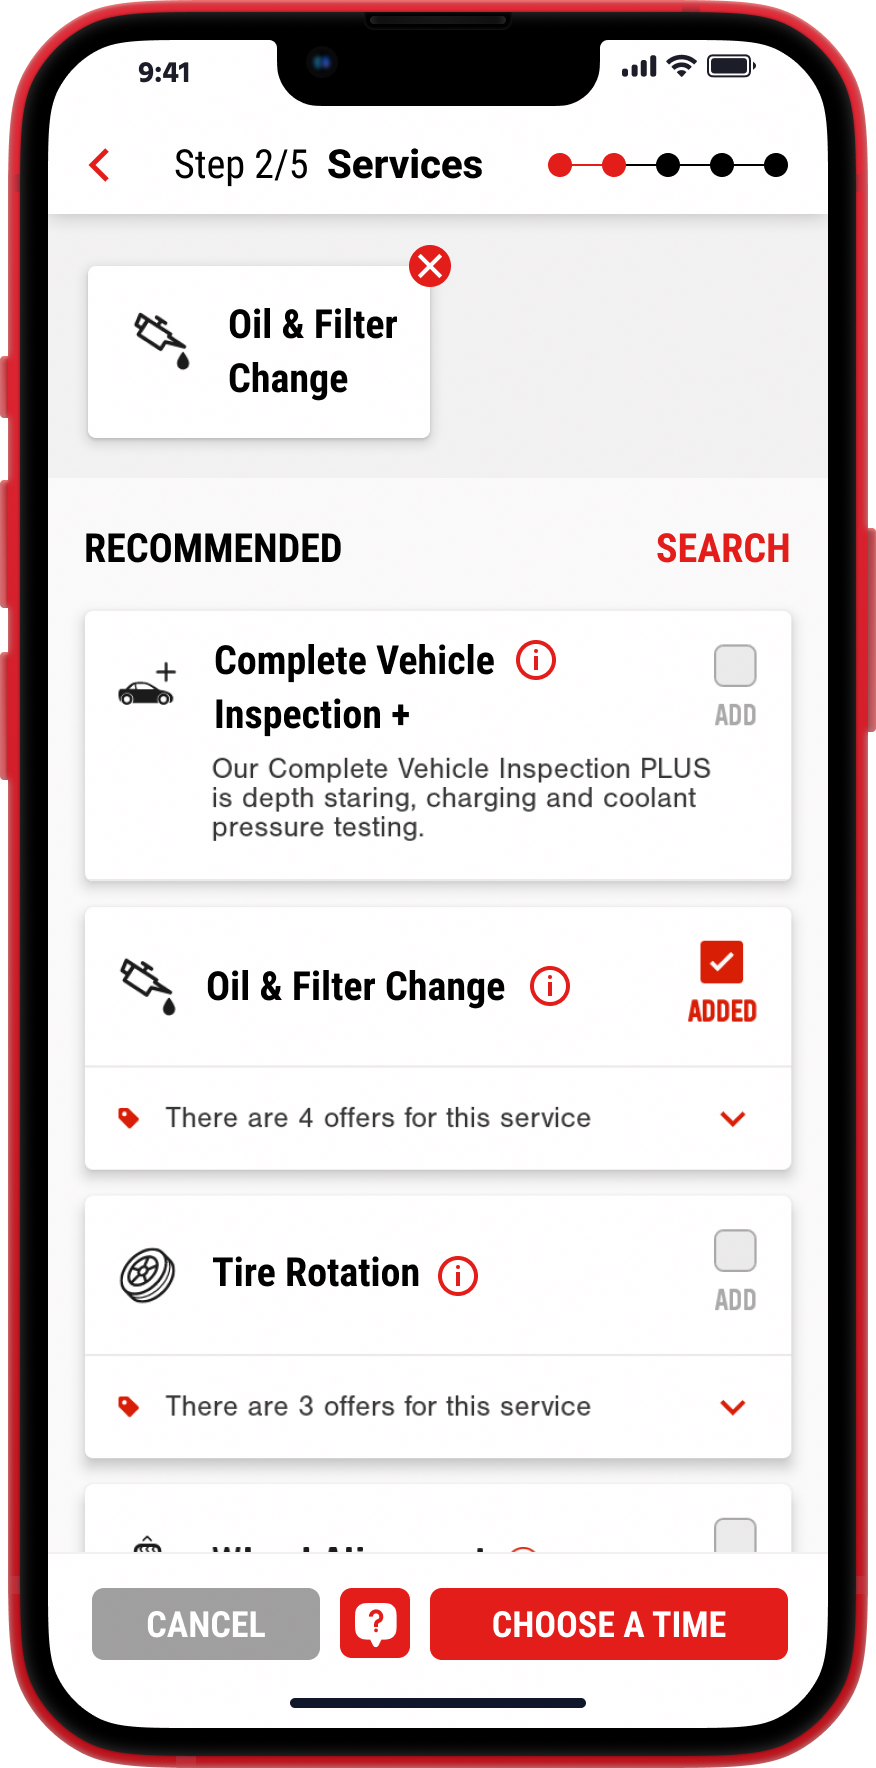 9:41
Step 2/5 Services
Oil & Filter
Change
RECOMMENDED
SEARCH
Complete Vehicle
Inspection +
ADD
Our Complete Vehicle Inspection PLUS
is depth staring, charging and coolant
pressure testing.
Oil & Filter Change
ADDED
There are 4 offers for this service
Tire Rotation
ADD
There are 3 offers for this service
CANCEL
?
CHOOSE A TIME